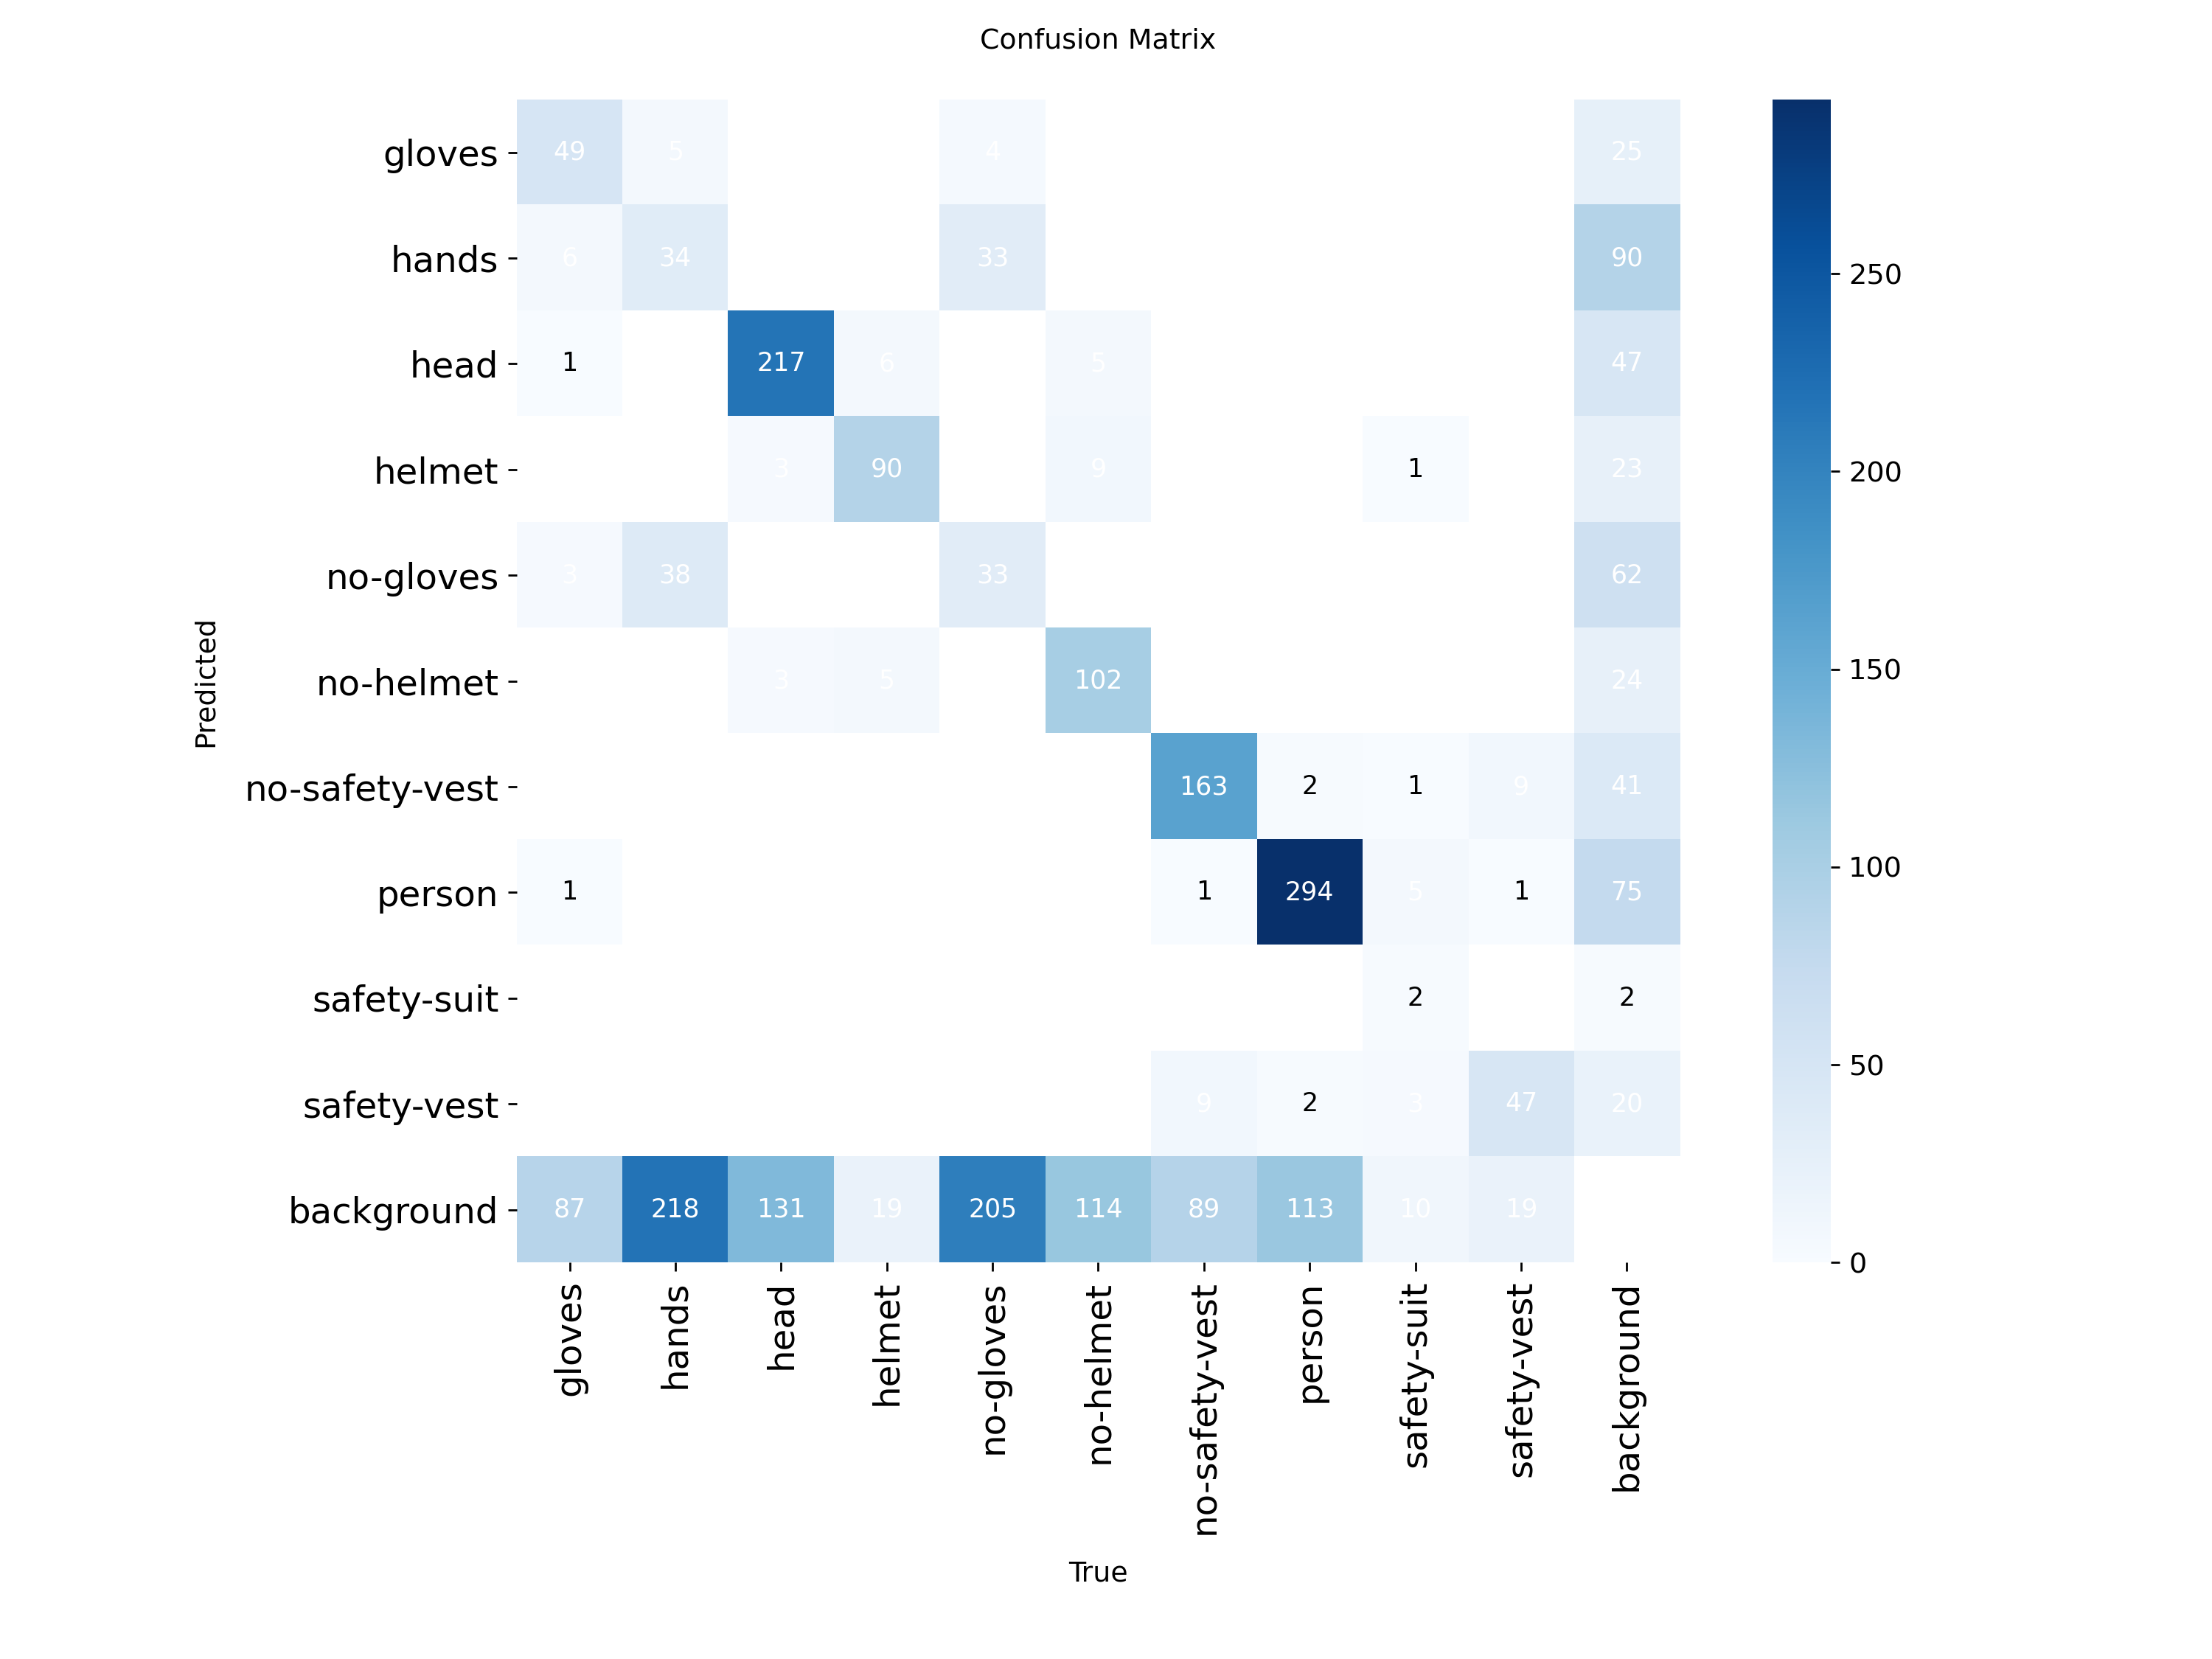 Confusion Matrix
gloves 49 5 4 25
hands 6 34 33 90
head 1 217 6 5 47
helmet 3 90 9 1 23
no-gloves 3 38 33 62
no-helmet 3 5 102 24
no-safety-vest 163 2 1 9 41
person 1 1 294 5 1 75
safety-suit 2 2
safety-vest 9 2 3 47 20
background 87 218 131 19 205 114 89 113 10 19
gloves hands head helmet no-gloves no-helmet no-safety-vest person safety-suit safety-vest background
Predicted
True
250
200
150
100
50
0